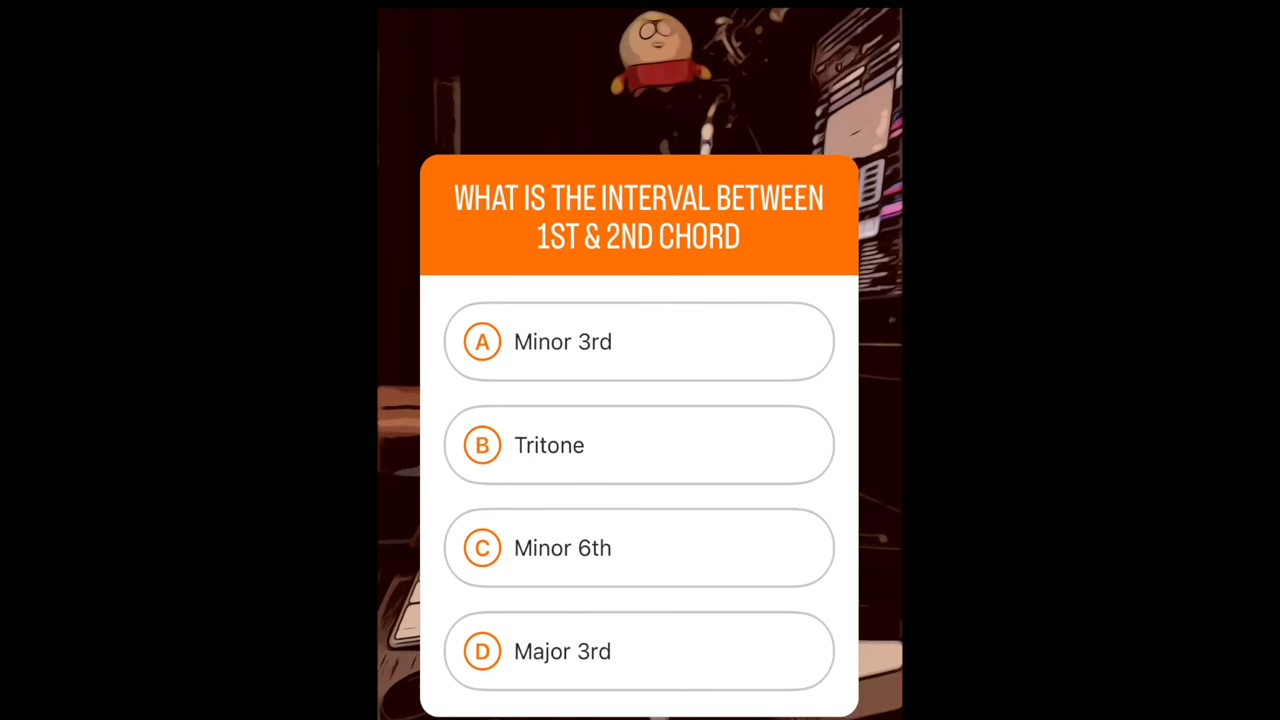 WHAT IS THE INTERVAL BETWEEN
1ST & 2ND CHORD
A Minor 3rd
B Tritone
C Minor 6th
D Major 3rd